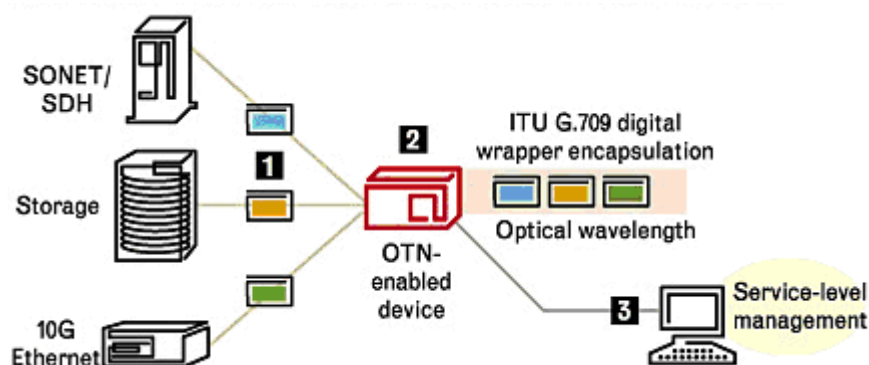 SONET/
SDH
1
2
ITU G.709 digital
wrapper encapsulation
Storage
OTN-
enabled
device
Optical wavelength
10G
Ethernet
3
Service-level
management